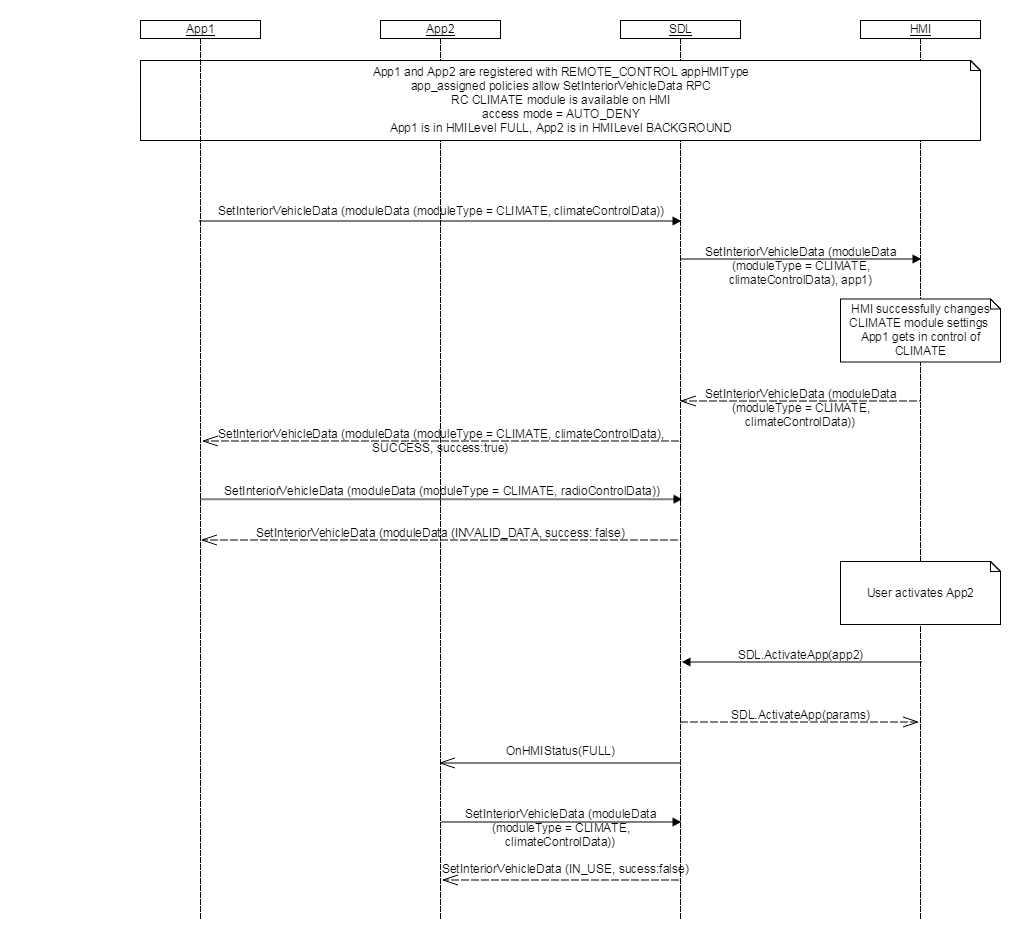 App1
App2
SDL
HMI
App1 and App2 are registered with REMOTE_CONTROL appHMIType
app_assigned policies allow SetInteriorVehicleData RPC
RC CLIMATE module is available on HMI
access mode = AUTO_DENY
App1 is in HMILevel FULL, App2 is in HMILevel BACKGROUND
SetInteriorVehicleData (moduleData (moduleType = CLIMATE, climateControlData))
SetInteriorVehicleData (moduleData
(moduleType = CLIMATE,
climateControlData), app1)
HMI successfully changes
CLIMATE module settings
App1 gets in control of
CLIMATE
SetInteriorVehicleData (moduleData
(moduleType = CLIMATE,
climateControlData))
SetInteriorVehicleData (moduleData (moduleType = CLIMATE, climateControlData),
SUCCESS, success:true)
SetInteriorVehicleData (moduleData (moduleType = CLIMATE, radioControlData))
SetInteriorVehicleData (moduleData (INVALID_DATA, success: false)
User activates App2
SDL.ActivateApp(app2)
SDL.ActivateApp(params)
OnHMIStatus(FULL)
SetInteriorVehicleData (moduleData
(moduleType = CLIMATE,
climateControlData))
SetInteriorVehicleData (IN_USE, sucess:false)